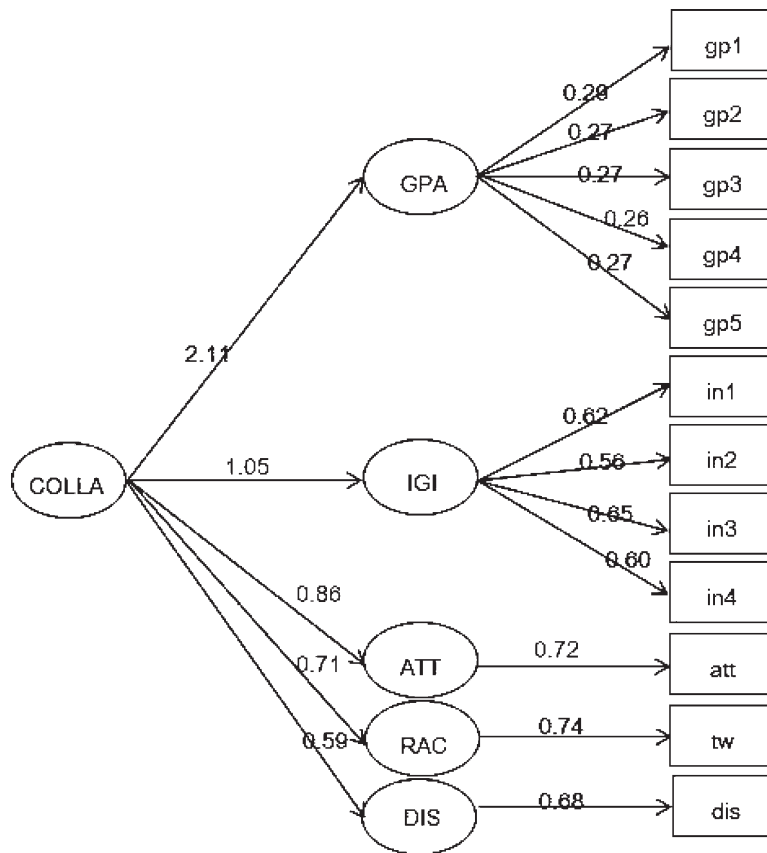 gp1
0.29
gp2
0.27
GPA
0.27
gp3
0.26
gp4
0.27
gp5
2.11
in1
0.62
COLLA
1.05
IGI
0.56
in2
0.65
in3
0.60
in4
0.86
ATT
0.72
att
0.71
RAC
0.74
tw
0.59
DIS
0.68
dis